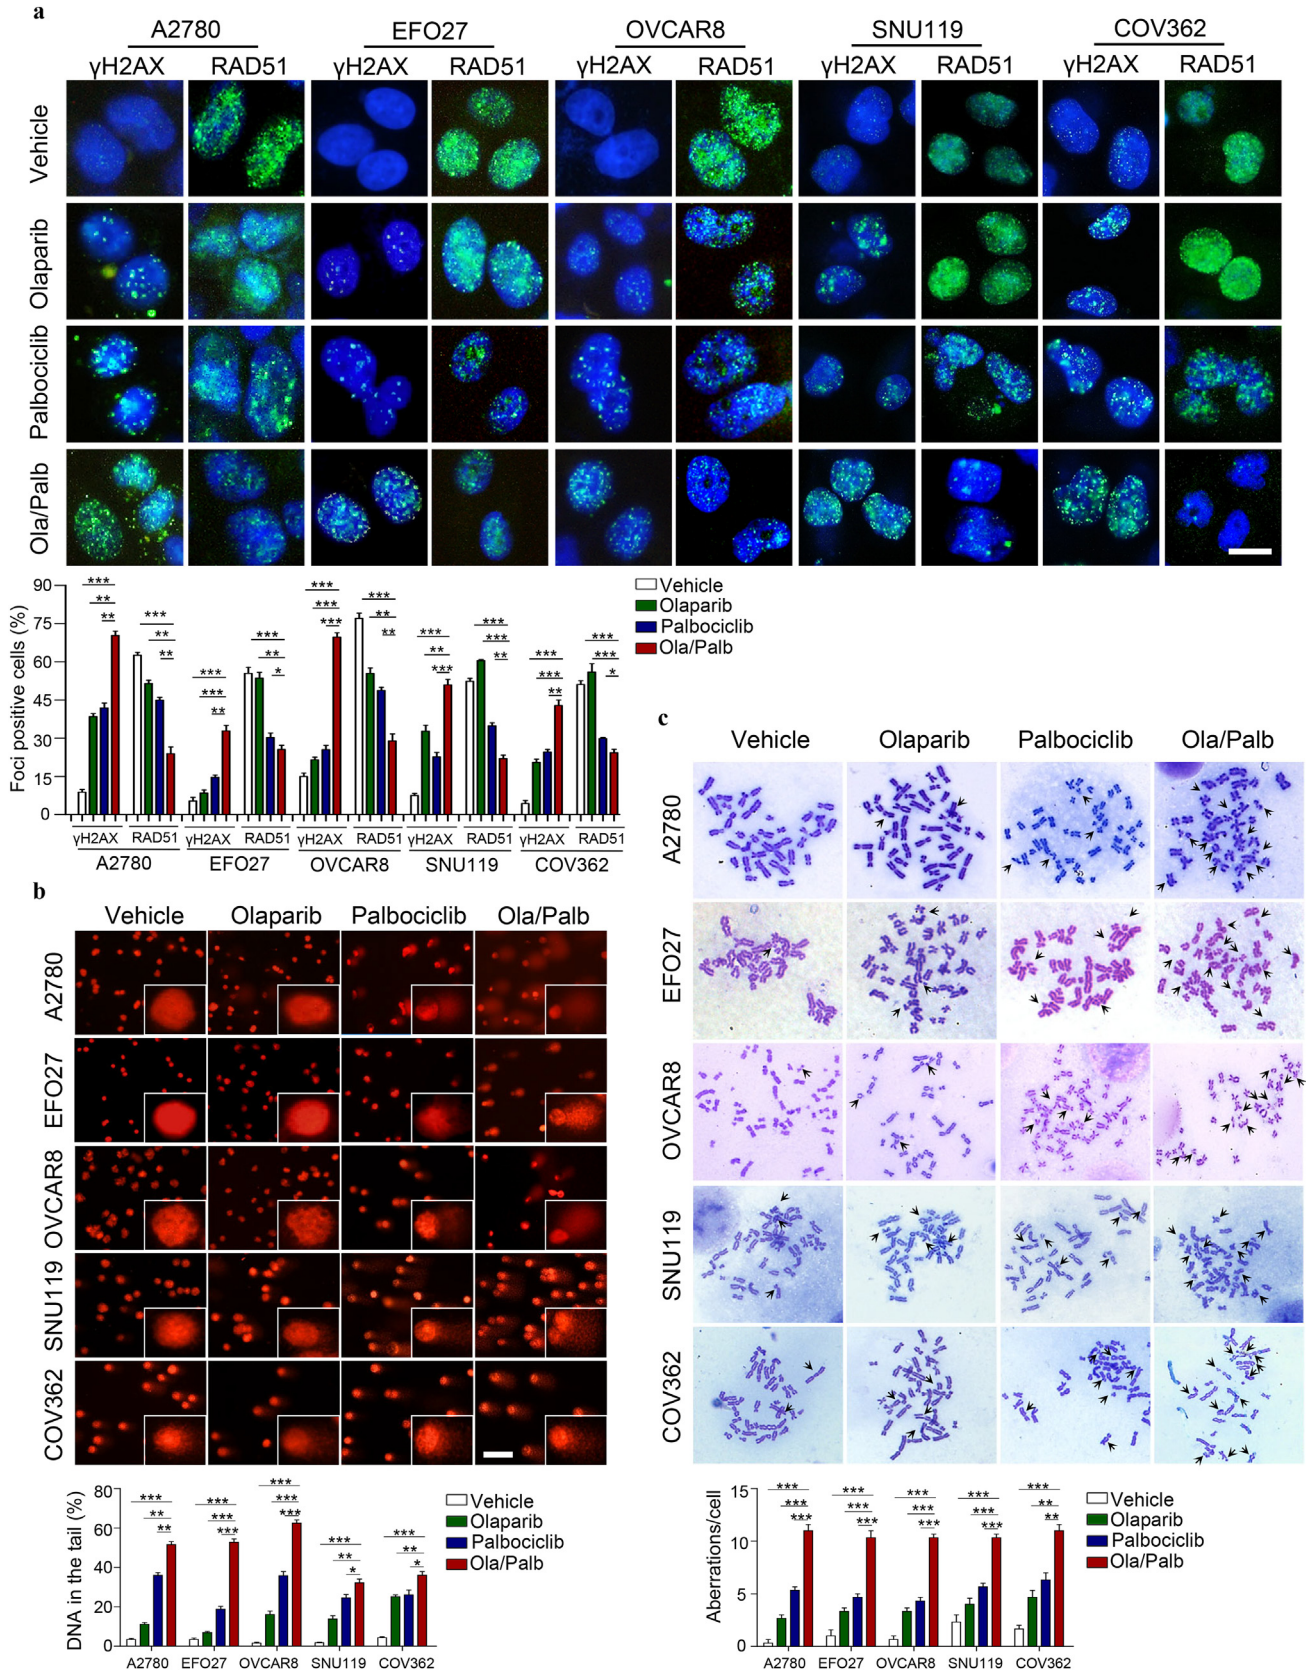 a
A2780 EFO27 OVCAR8 SNU119 COV362
γH2AX RAD51 γH2AX RAD51 γH2AX RAD51 γH2AX RAD51 γH2AX RAD51
Vehicle
Olaparib
Palbociclib
Ola/Palb
Foci positive cells (%)
90
75
60
45
30
15
0
*** ** ** *** ** **
*** *** ** *** ** *
*** *** *** *** ** **
*** ** *** *** *** **
*** *** ** *** *** *
Vehicle
Olaparib
Palbociclib
Ola/Palb
γH2AX RAD51 γH2AX RAD51 γH2AX RAD51 γH2AX RAD51 γH2AX RAD51
A2780 EFO27 OVCAR8 SNU119 COV362
b
Vehicle Olaparib Palbociclib Ola/Palb
A2780
EFO27
OVCAR8
SNU119
COV362
DNA in the tail (%)
80
60
40
20
0
*** ** **
*** *** ***
*** *** ***
*** ** *
*** ** *
Vehicle
Olaparib
Palbociclib
Ola/Palb
A2780 EFO27 OVCAR8 SNU119 COV362
c
Vehicle Olaparib Palbociclib Ola/Palb
A2780
EFO27
OVCAR8
SNU119
COV362
Aberrations/cell
15
10
5
0
*** *** ***
*** *** ***
*** *** ***
*** *** ***
*** ** **
Vehicle
Olaparib
Palbociclib
Ola/Palb
A2780 EFO27 OVCAR8 SNU119 COV362